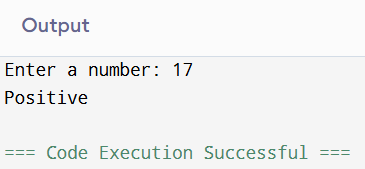 Output
Enter a number: 17
Positive
=== Code Execution Successful ===